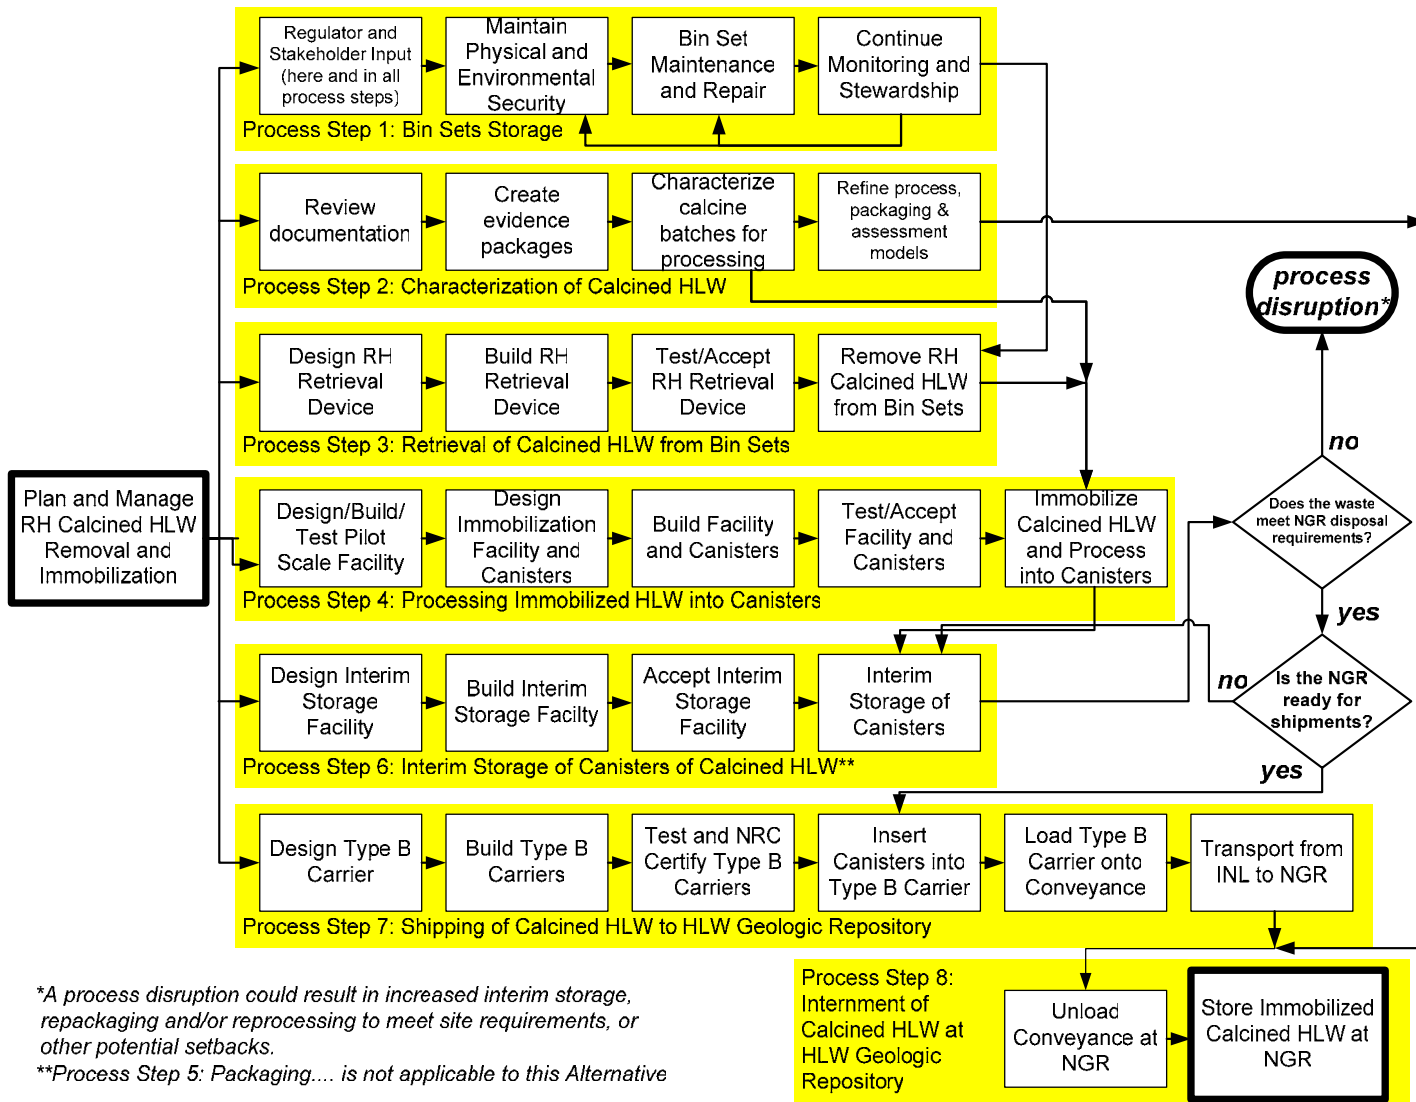 Regulator and
Stakeholder Input
(here and in all
process steps)
Maintain
Physical and
Environmental
Security
Bin Set
Maintenance
and Repair
Continue
Monitoring and
Stewardship
Process Step 1: Bin Sets Storage
Review
documentation
Create
evidence
packages
Characterize
calcine
batches for
processing
Refine process,
packaging &
assessment
models
Process Step 2: Characterization of Calcined HLW
process
disruption*
Design RH
Retrieval
Device
Build RH
Retrieval
Device
Test/Accept
RH Retrieval
Device
Remove RH
Calcined HLW
from Bin Sets
Process Step 3: Retrieval of Calcined HLW from Bin Sets
no
Plan and Manage
RH Calcined HLW
Removal and
Immobilization
Design/Build/
Test Pilot
Scale Facility
Design
Immobilization
Facility and
Canisters
Build Facility
and Canisters
Test/Accept
Facility and
Canisters
Immobilize
Calcined HLW
and Process
into Canisters
Process Step 4: Processing Immobilized HLW into Canisters
Does the waste
meet NGR disposal
requirements?
yes
Design Interim
Storage
Facility
Build Interim
Storage Facilty
Accept Interim
Storage
Facility
Interim
Storage of
Canisters
Process Step 6: Interim Storage of Canisters of Calcined HLW**
no
Is the NGR
ready for
shipments?
yes
Design Type B
Carrier
Build Type B
Carriers
Test and NRC
Certify Type B
Carriers
Insert
Canisters into
Type B Carrier
Load Type B
Carrier onto
Conveyance
Transport from
INL to NGR
Process Step 7: Shipping of Calcined HLW to HLW Geologic Repository
Process Step 8:
Internment of
Calcined HLW at
HLW Geologic
Repository
Unload
Conveyance at
NGR
Store Immobilized
Calcined HLW at
NGR
*A process disruption could result in increased interim storage,
repackaging and/or reprocessing to meet site requirements, or
other potential setbacks.
**Process Step 5: Packaging.... is not applicable to this Alternative